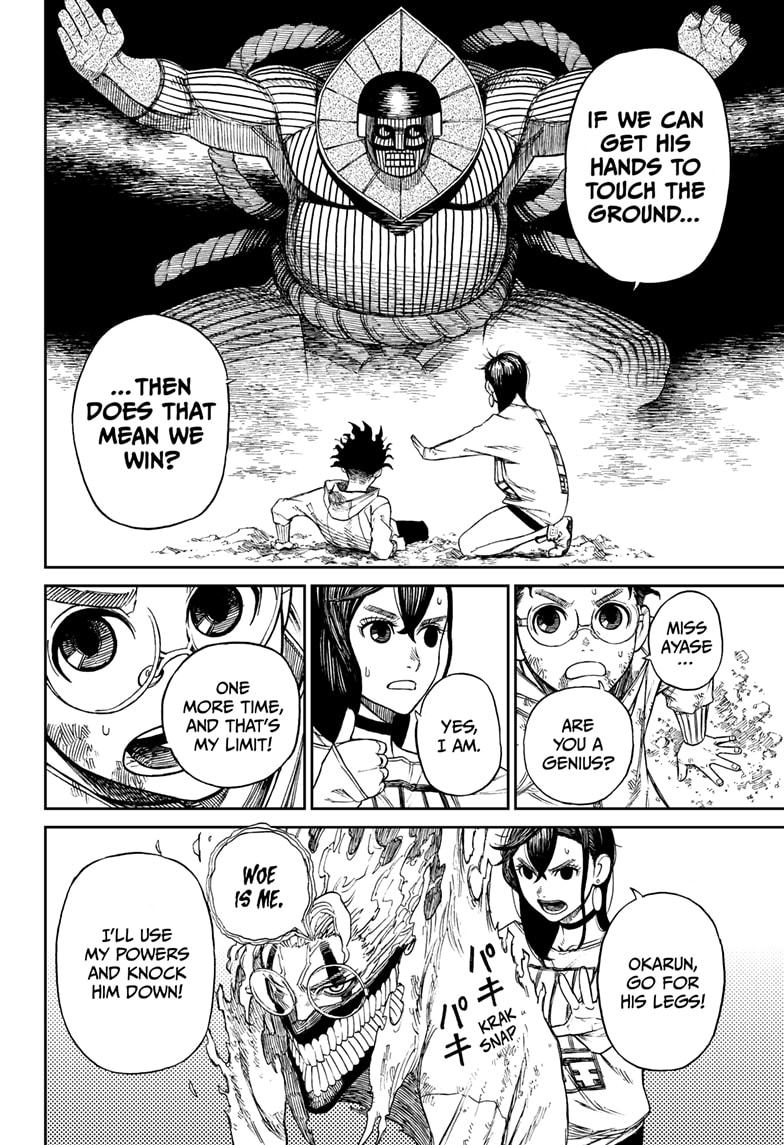 IF WE CAN
GET HIS
HANDS TO
TOUCH THE
GROUND...
...THEN
DOES THAT
MEAN WE
WIN?
MISS
AYASE
...
ARE
YOU A
GENIUS?
YES,
I AM.
ONE
MORE TIME,
AND THAT'S
MY LIMIT!
OKARUN,
GO FOR
HIS LEGS!
パキ
パキ
KRAK
SNAP
WOE
IS ME.
I'LL USE
MY POWERS
AND KNOCK
HIM DOWN!